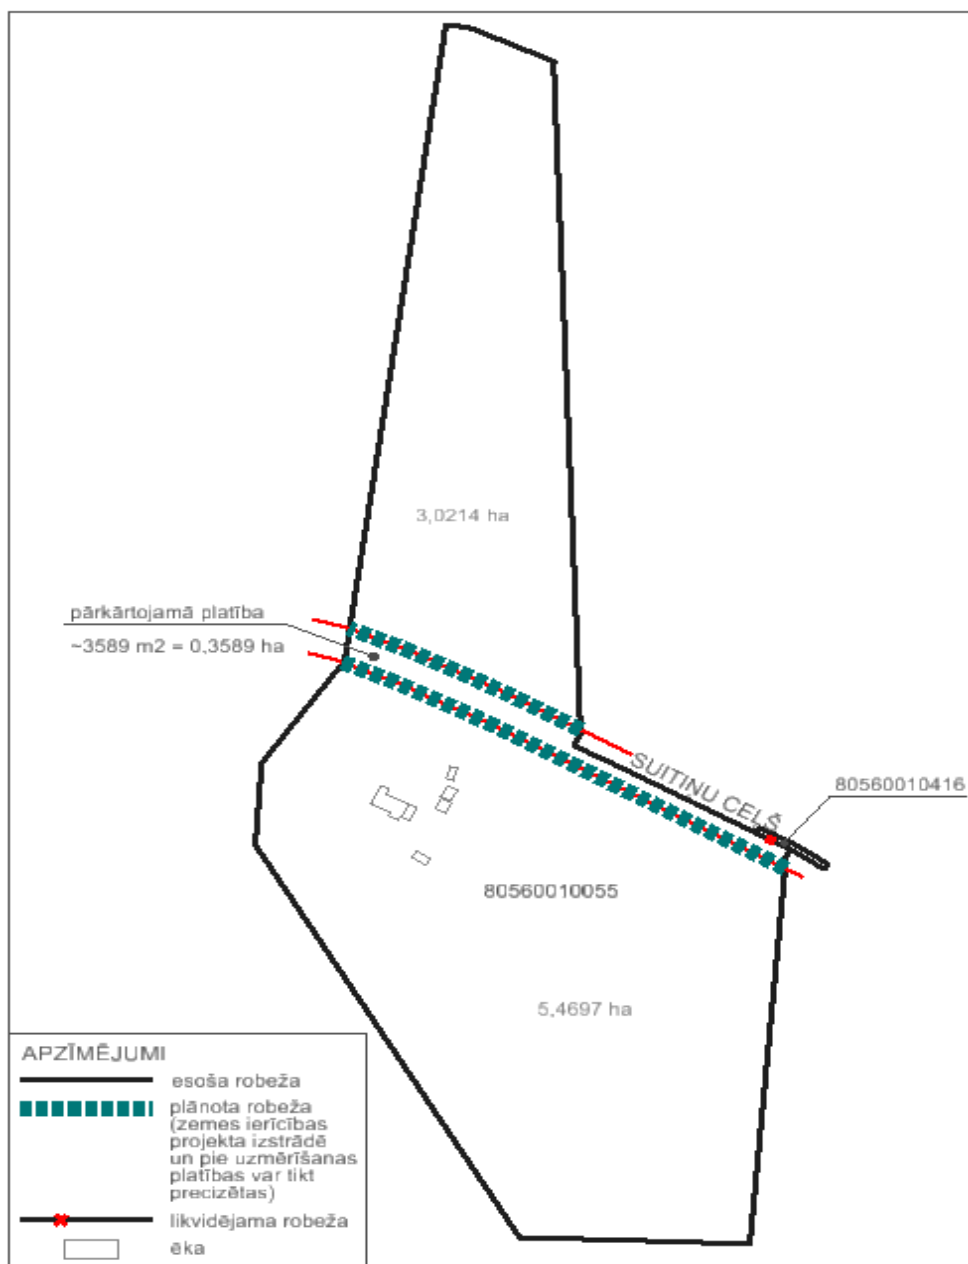 3,0214 ha
pārkārtojamā platība
~3589 m2 = 0,3589 ha
SUITIŅU CEĻŠ
80560010416
80560010055
5,4697 ha
APZĪMĒJUMI
esoša robeža
plānota robeža
(zemes ierīcības
projekta izstrādē
un pie uzmērīšanas
platības var tikt
precizētas)
likvidējama robeža
ēka